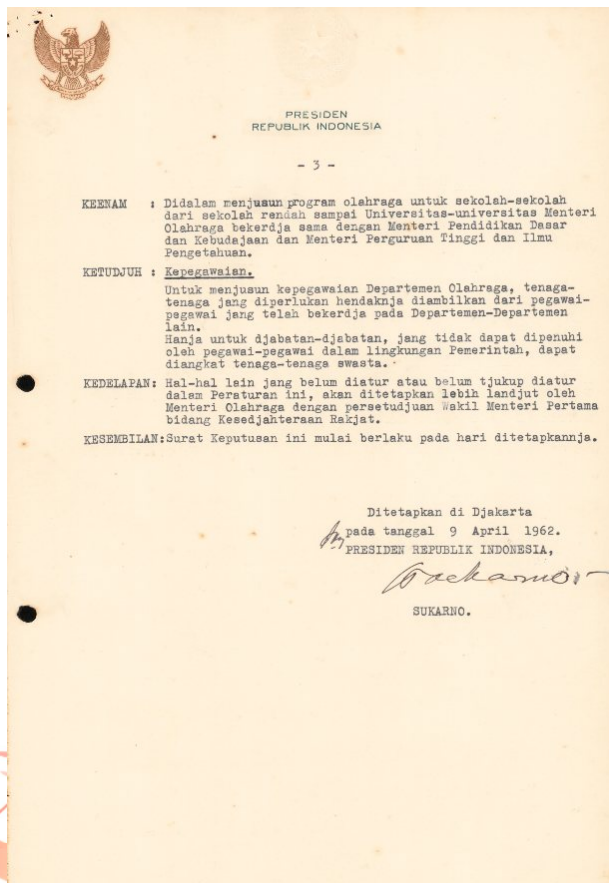 PRESIDEN
REPUBLIK INDONESIA
- 3 -
KEENAM : Didalam menjusun program olahraga untuk sekolah-sekolah
dari sekolah rendah sampai Universitas-universitas Menteri
Olahraga bekerdja sama dengan Menteri Pendidikan Dasar
dan Kebudajaan dan Menteri Perguruan Tinggi dan Ilmu
Pengetahuan.
KETUDJUH : Kepegawaian.
Untuk menjusun kepegawaian Departemen Olahraga, tenaga-
tenaga jang diperlukan hendaknja diambilkan dari pegawai-
pegawai jang telah bekerdja pada Departemen-Departemen
lain.
Hanja untuk djabatan-djabatan, jang tidak dapat dipenuhi
oleh pegawai-pegawai dalam lingkungan Pemerintah, dapat
diangkat tenaga-tenaga swasta.
KEDELAPAN: Hal-hal lain jang belum diatur atau belum tjukup diatur
dalam Peraturan ini, akan ditetapkan lebih landjut oleh
Menteri Olahraga dengan persetudjuan Wakil Menteri Pertama
bidang Kesedjahteraan Rakjat.
KESEMBILAN:Surat Keputusan ini mulai berlaku pada hari ditetapkannja.
Ditetapkan di Djakarta
pada tanggal 9 April 1962.
PRESIDEN REPUBLIK INDONESIA,
Soekarno
SUKARNO.